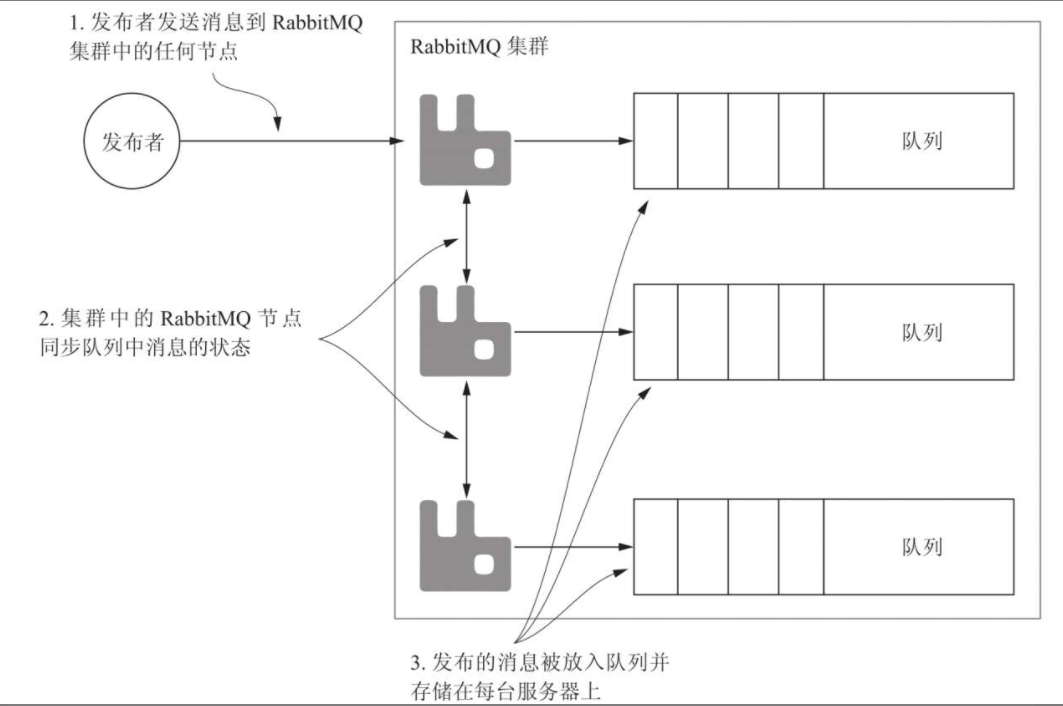 1. 发布者发送消息到 RabbitMQ
集群中的任何节点
RabbitMQ 集群
发布者
队列
2. 集群中的 RabbitMQ 节点
同步队列中消息的状态
队列
队列
3. 发布的消息被放入队列并
存储在每台服务器上